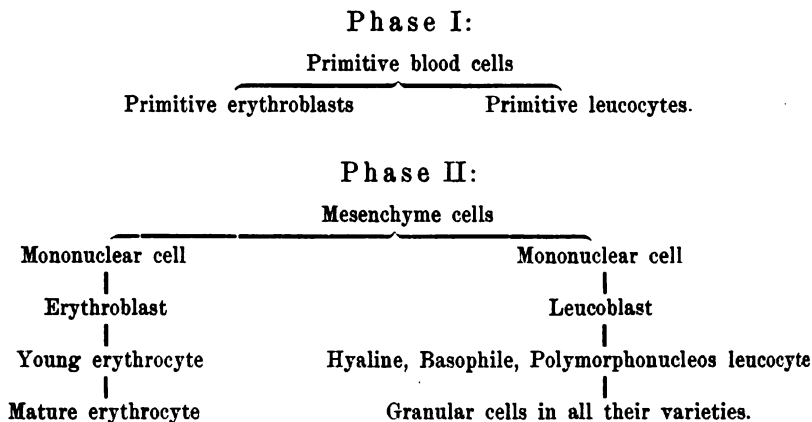 Phase I:
Primitive blood cells
Primitive erythroblasts Primitive leucocytes.
Phase II:
Mesenchyme cells
Mononuclear cell Mononuclear cell
Erythroblast Leucoblast
Young erythrocyte Hyaline, Basophile, Polymorphonucleos leucocyte
Mature erythrocyte Granular cells in all their varieties.